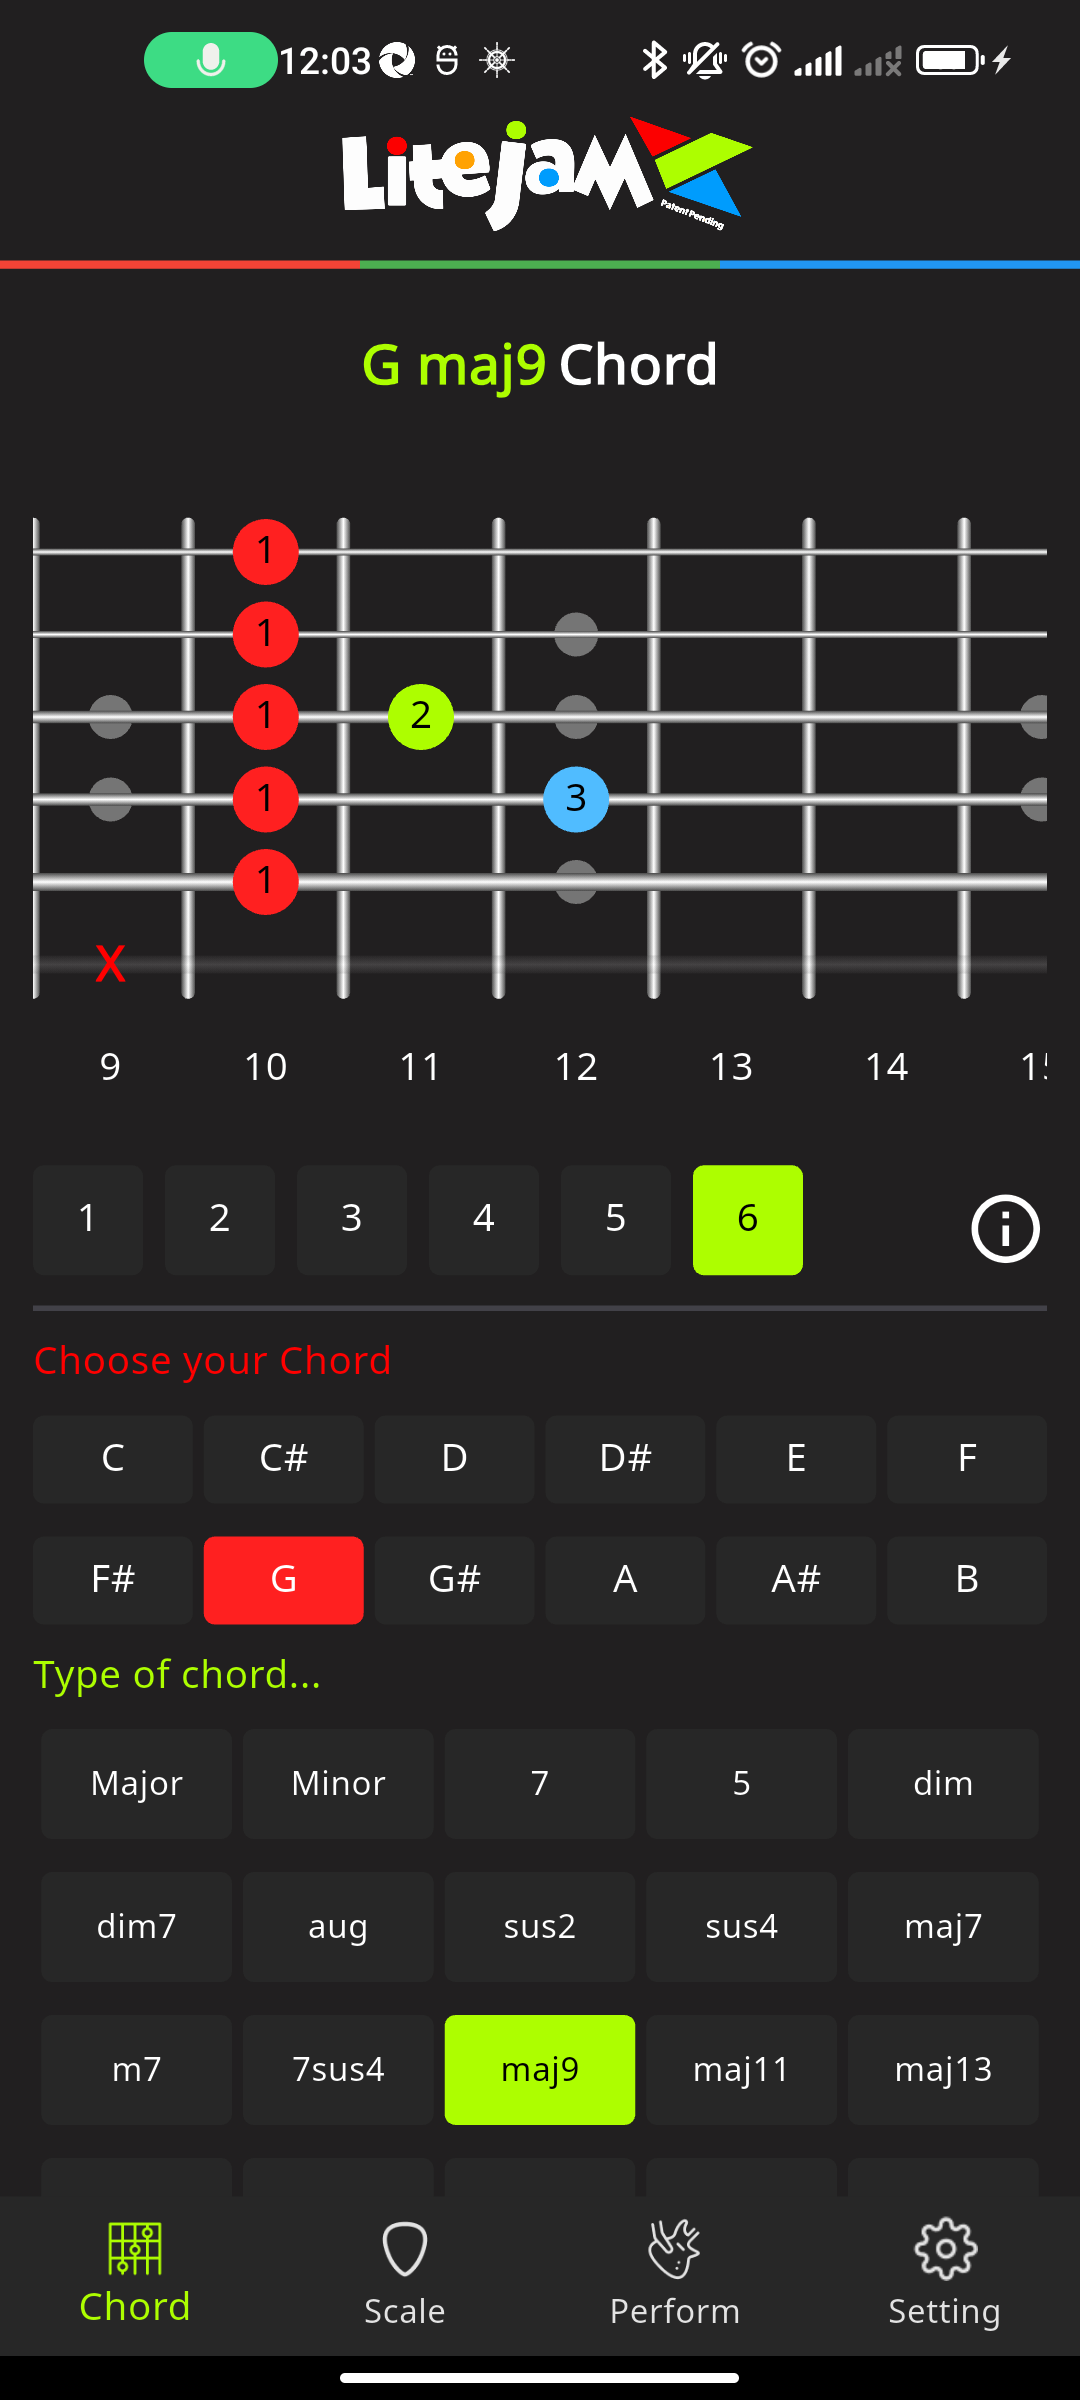 12:03
LiteJam
Patent Pending
G maj9 Chord
1
1
1 2
1 3
1
X
9 10 11 12 13 14 15
1 2 3 4 5 6
Choose your Chord
C C# D D# E F
F# G G# A A# B
Type of chord...
Major Minor 7 5 dim
dim7 aug sus2 sus4 maj7
m7 7sus4 maj9 maj11 maj13
Chord Scale Perform Setting